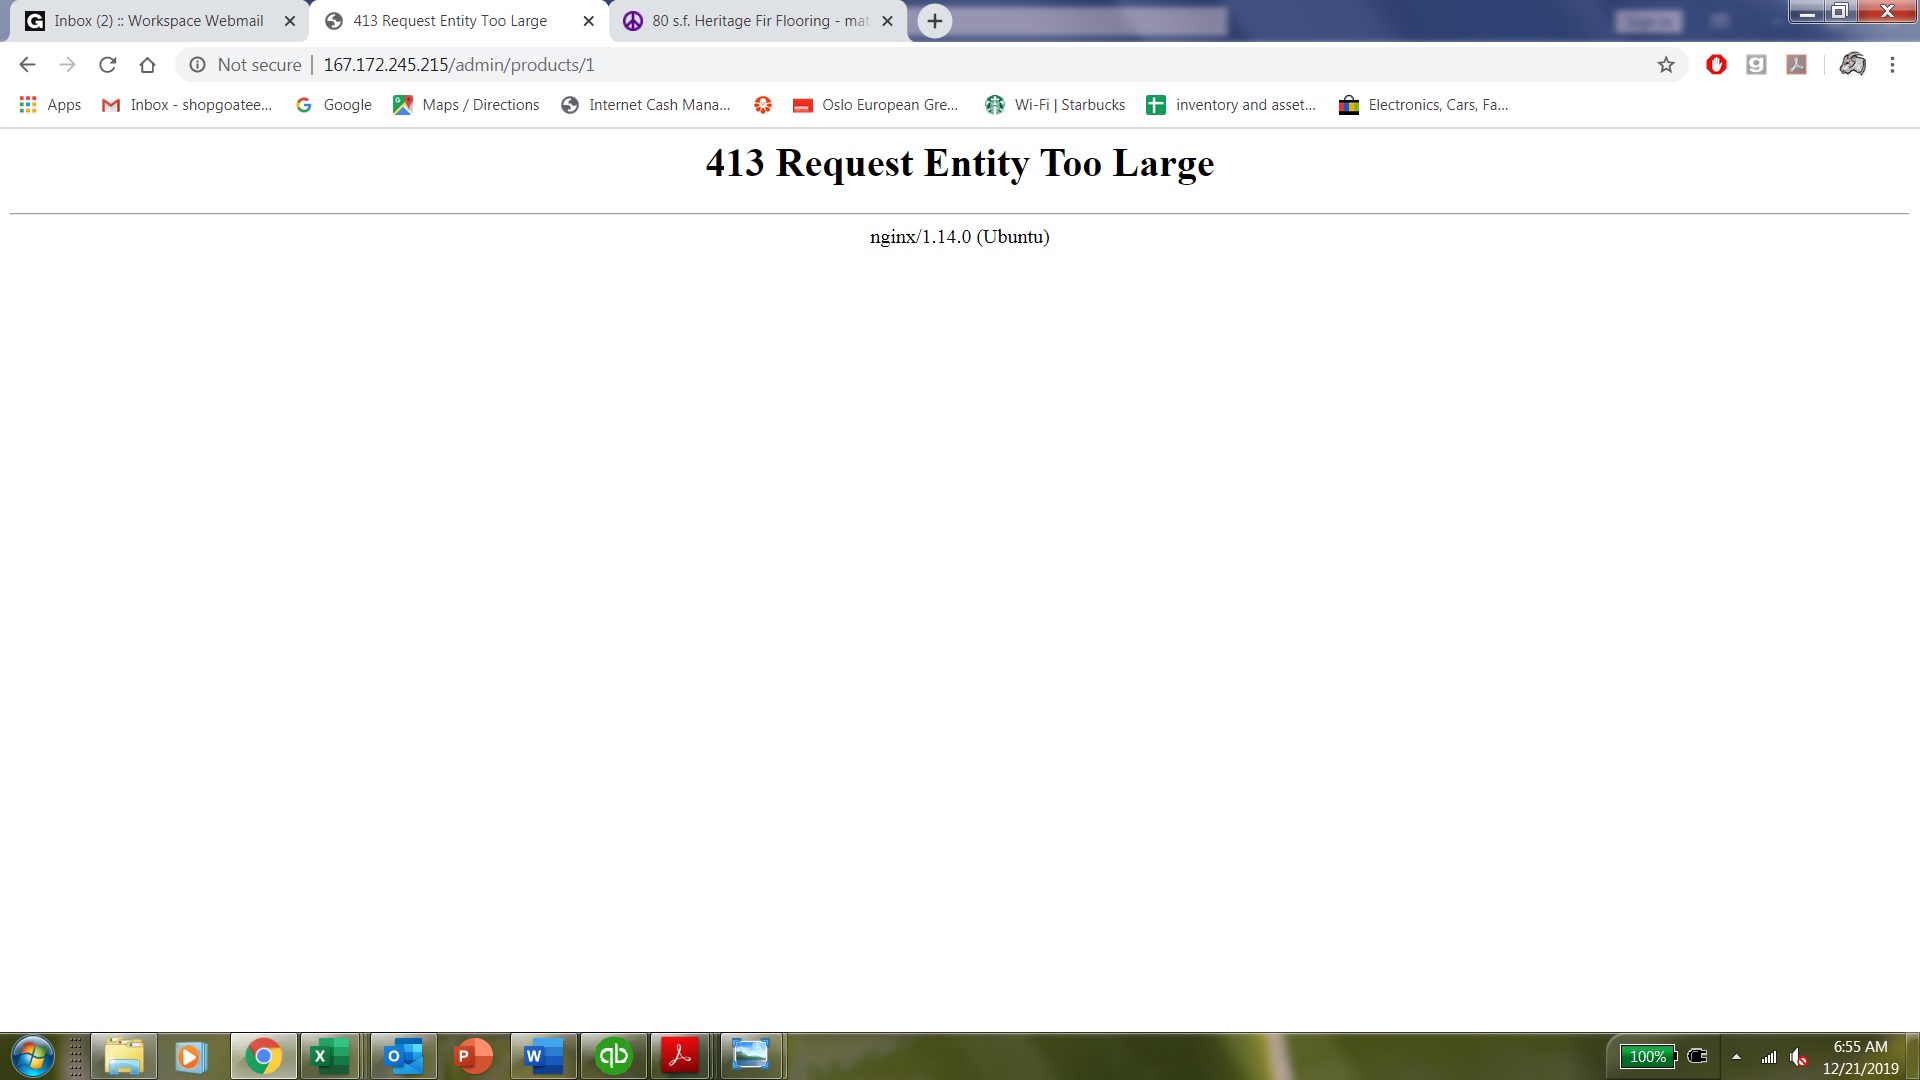 Inbox (2) :: Workspace Webmail
413 Request Entity Too Large
80 s.f. Heritage Fir Flooring - mat
Not secure | 167.172.245.215/admin/products/1
Apps
Inbox - shopgoatee...
Google
Maps / Directions
Internet Cash Mana...
Oslo European Gre...
Wi-Fi | Starbucks
inventory and asset...
Electronics, Cars, Fa...
413 Request Entity Too Large
nginx/1.14.0 (Ubuntu)
100%
6:55 AM
12/21/2019